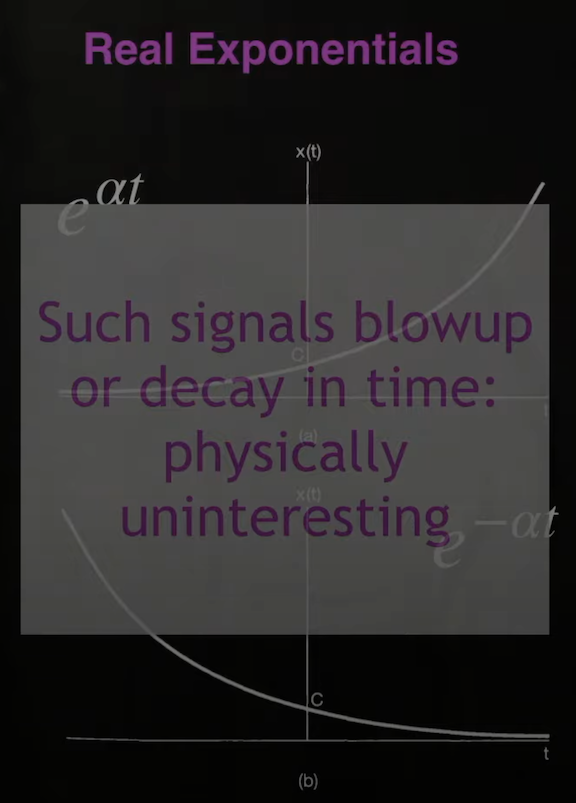 Real Exponentials
x(t)
e^{αt}
Such signals blowup
or decay in time:
physically
uninteresting
C
t
(a)
x(t)
e^{−αt}
C
t
(b)